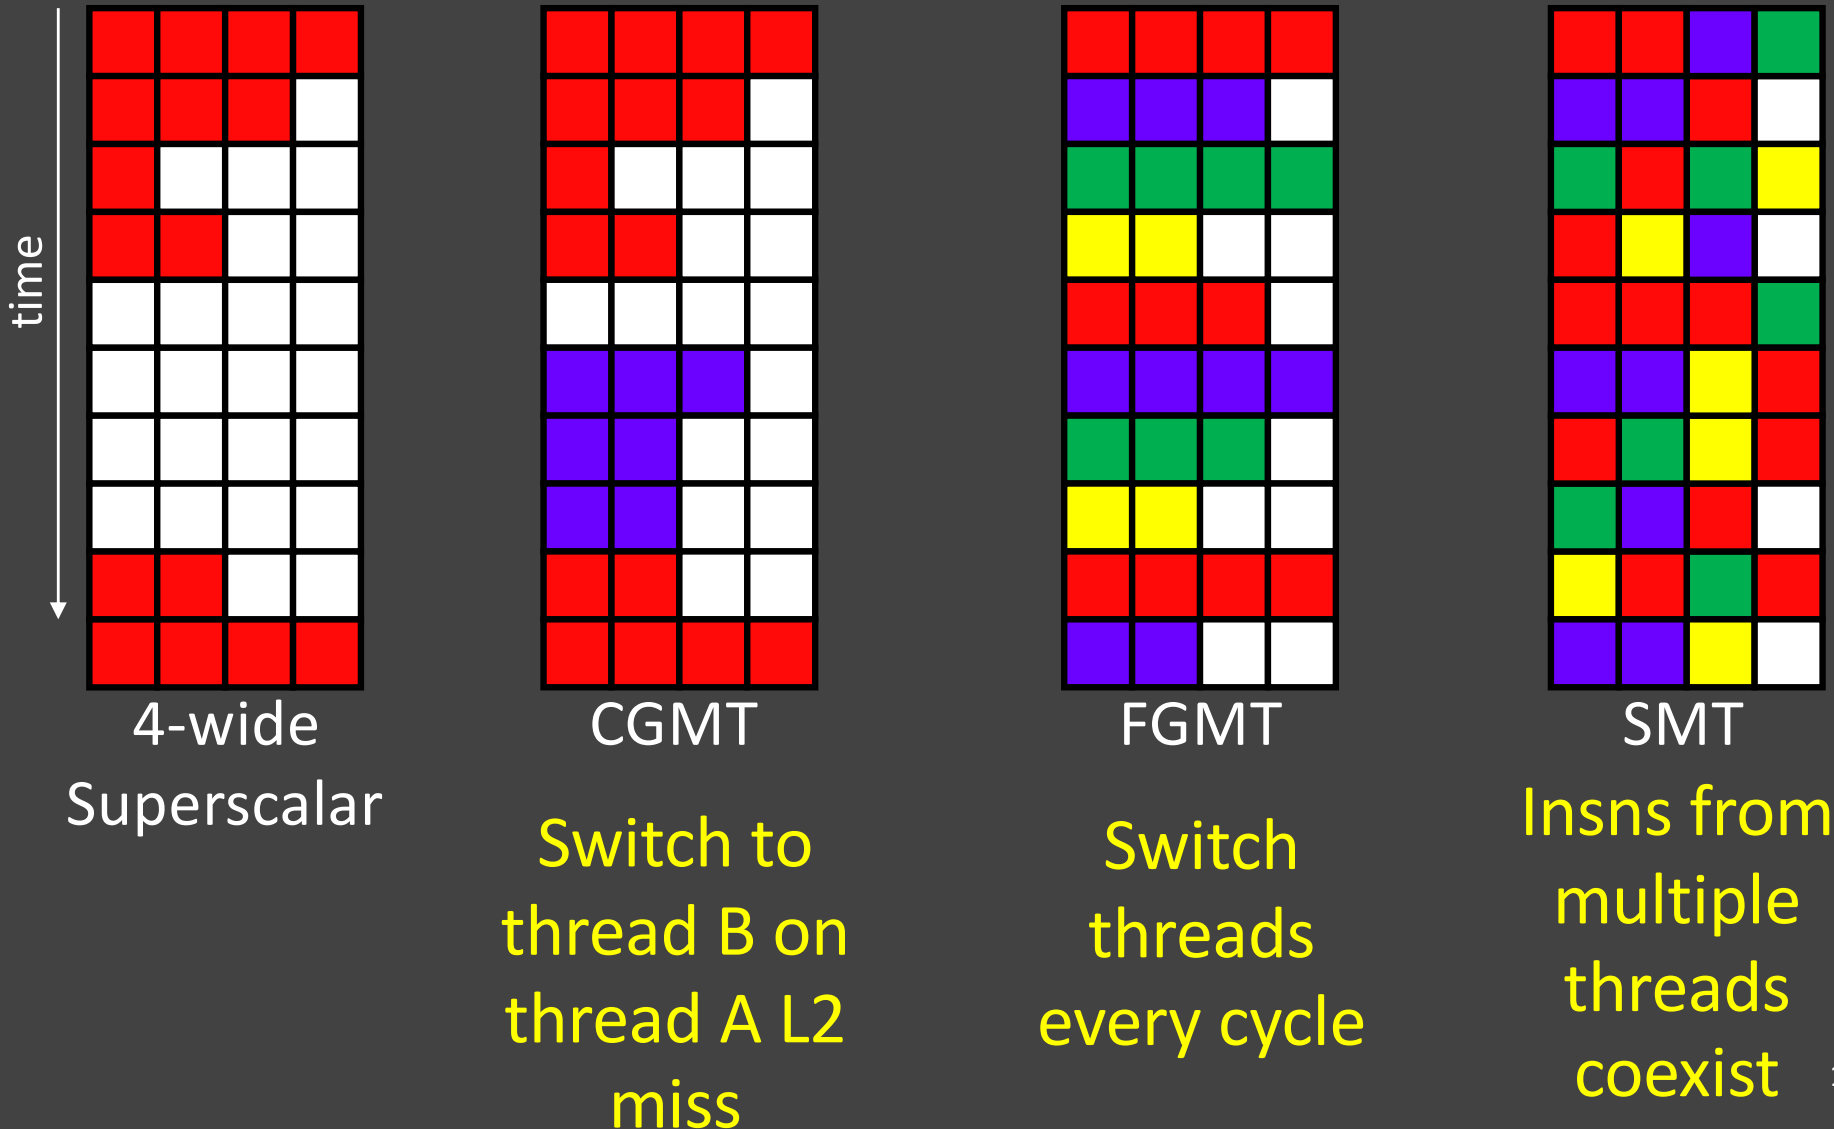 time
4-wide
Superscalar
CGMT
Switch to
thread B on
thread A L2
miss
FGMT
Switch
threads
every cycle
SMT
Insns from
multiple
threads
coexist